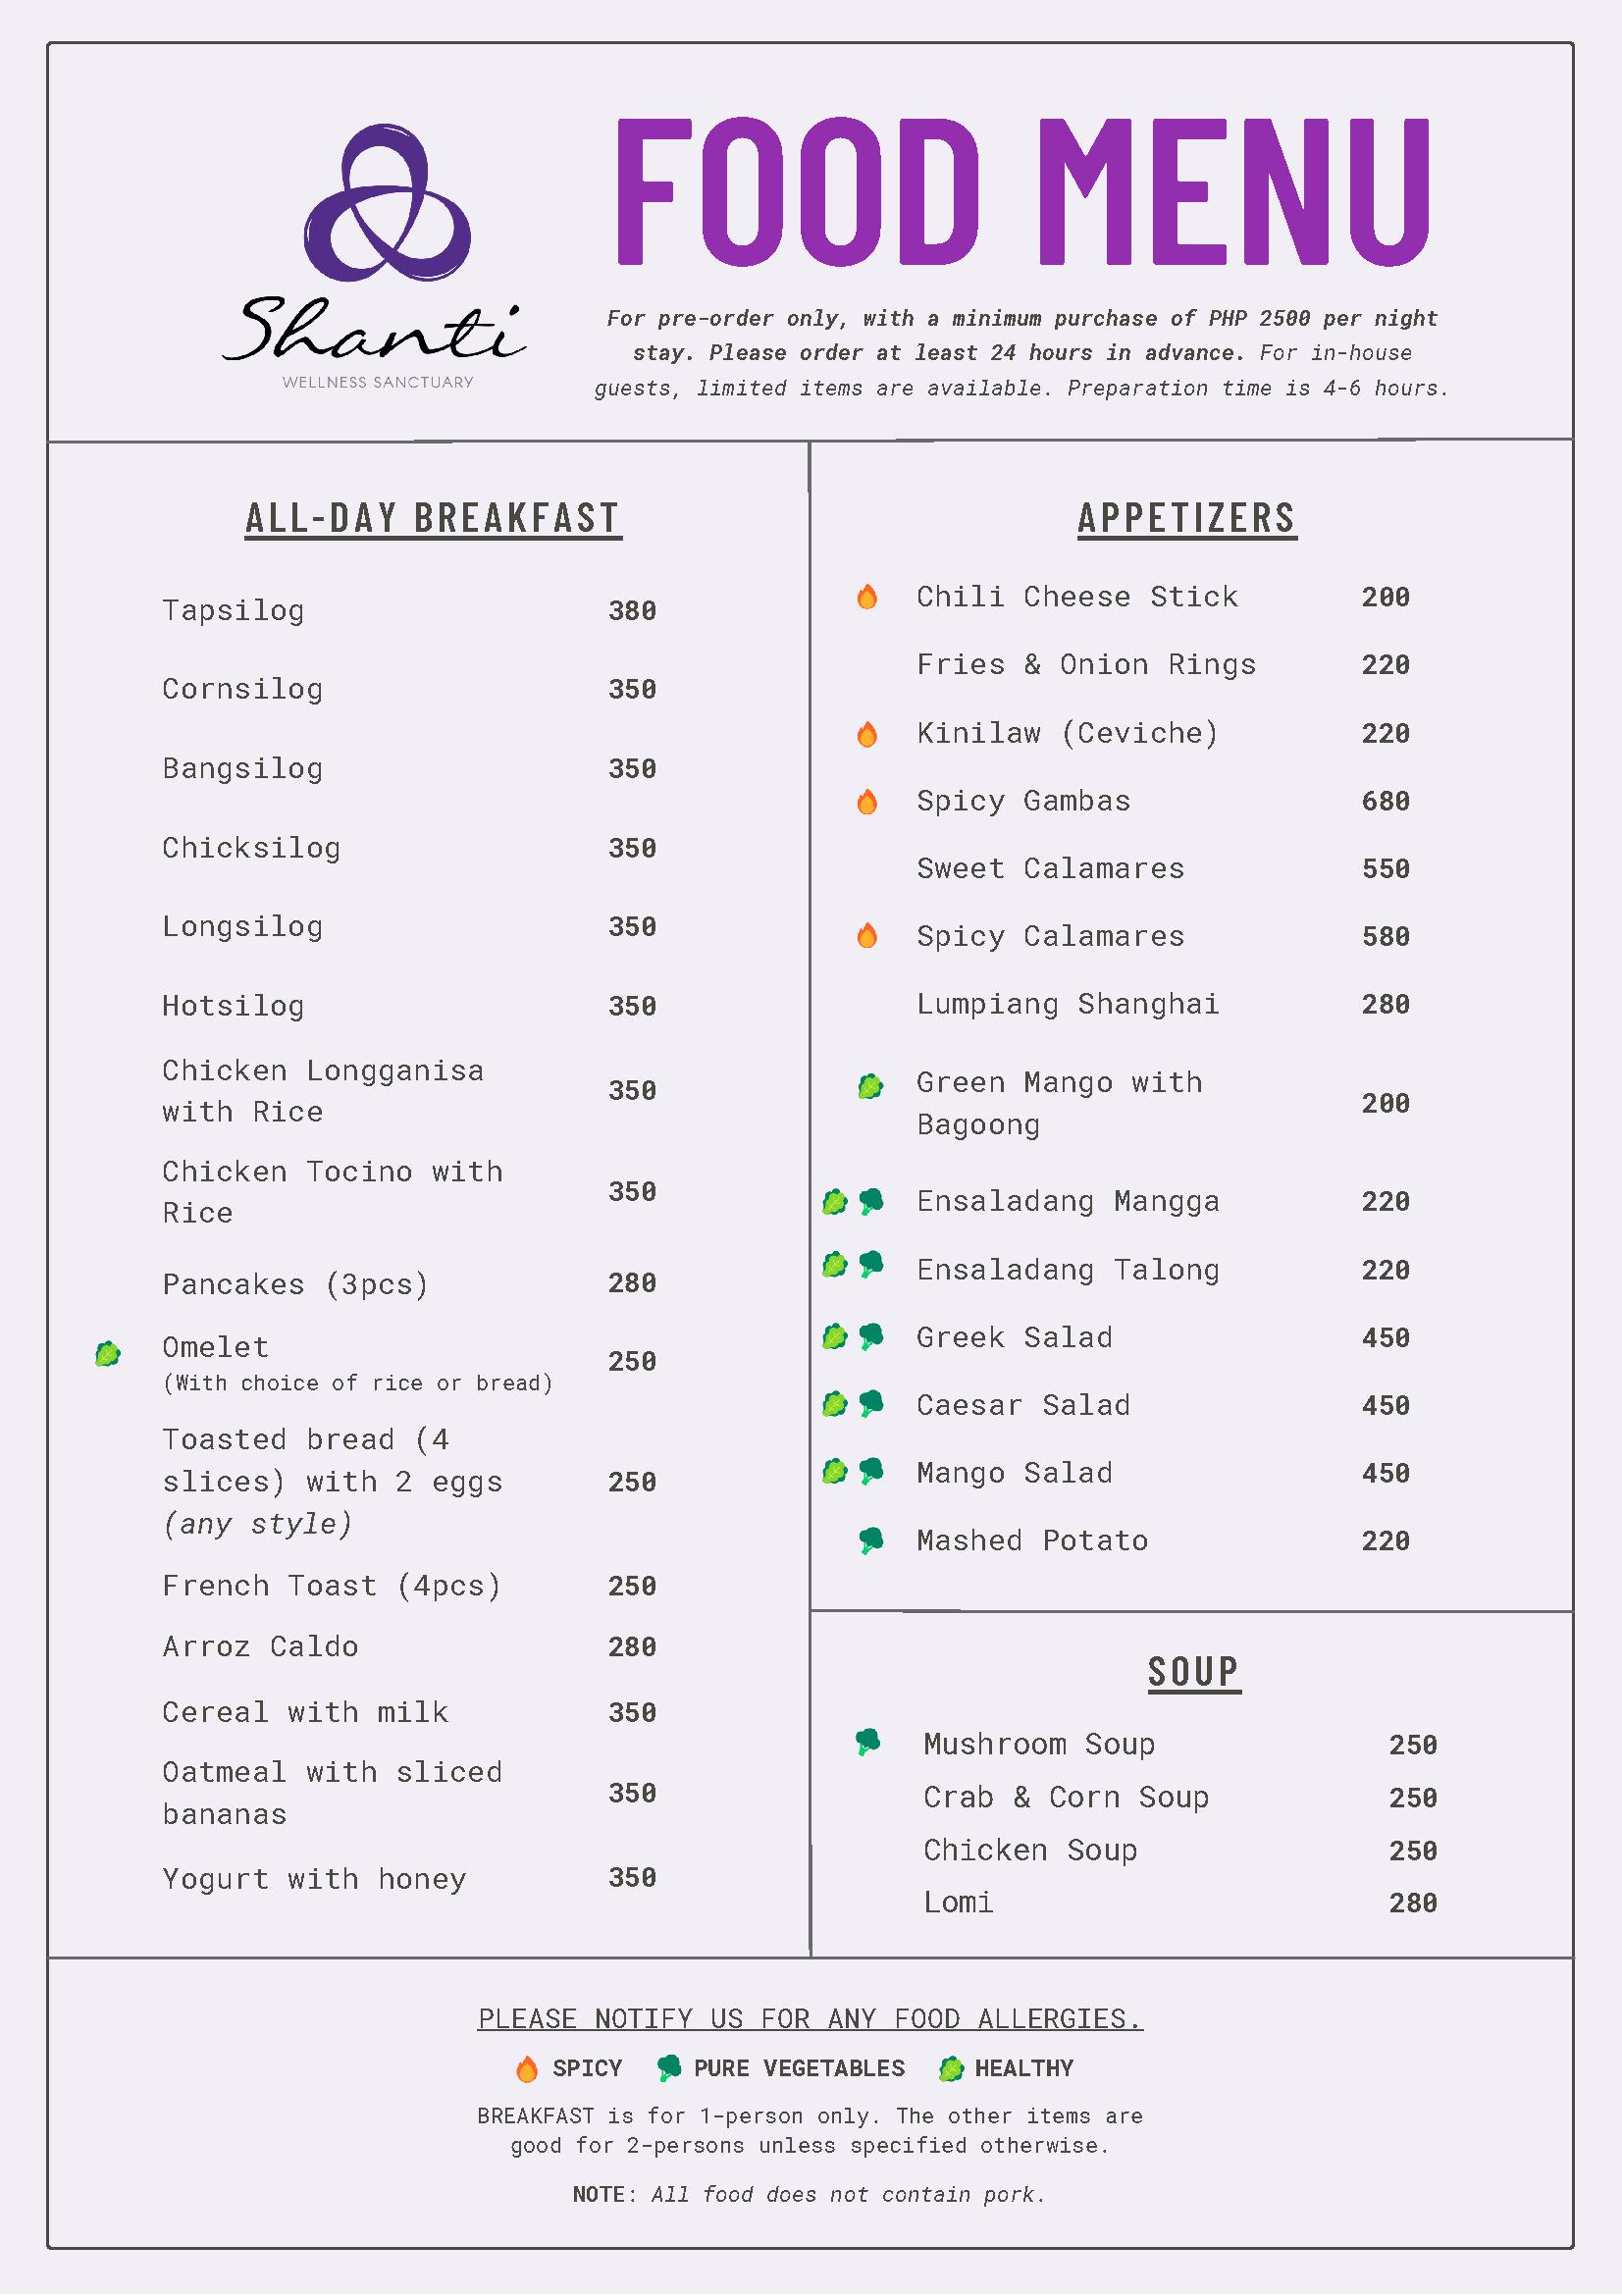 Shanti
WELLNESS SANCTUARY
FOOD MENU
For pre-order only, with a minimum purchase of PHP 2500 per night
stay. Please order at least 24 hours in advance. For in-house
guests, limited items are available. Preparation time is 4-6 hours.
ALL-DAY BREAKFAST
Tapsilog 380
Cornsilog 350
Bangsilog 350
Chicksilog 350
Longsilog 350
Hotsilog 350
Chicken Longganisa
with Rice 350
Chicken Tocino with
Rice 350
Pancakes (3pcs) 280
Omelet 250
(With choice of rice or bread)
Toasted bread (4
slices) with 2 eggs 250
(any style)
French Toast (4pcs) 250
Arroz Caldo 280
Cereal with milk 350
Oatmeal with sliced
bananas 350
Yogurt with honey 350
APPETIZERS
Chili Cheese Stick 200
Fries & Onion Rings 220
Kinilaw (Ceviche) 220
Spicy Gambas 680
Sweet Calamares 550
Spicy Calamares 580
Lumpiang Shanghai 280
Green Mango with
Bagoong 200
Ensaladang Mangga 220
Ensaladang Talong 220
Greek Salad 450
Caesar Salad 450
Mango Salad 450
Mashed Potato 220
SOUP
Mushroom Soup 250
Crab & Corn Soup 250
Chicken Soup 250
Lomi 280
PLEASE NOTIFY US FOR ANY FOOD ALLERGIES.
SPICY PURE VEGETABLES HEALTHY
BREAKFAST is for 1-person only. The other items are
good for 2-persons unless specified otherwise.
NOTE: All food does not contain pork.